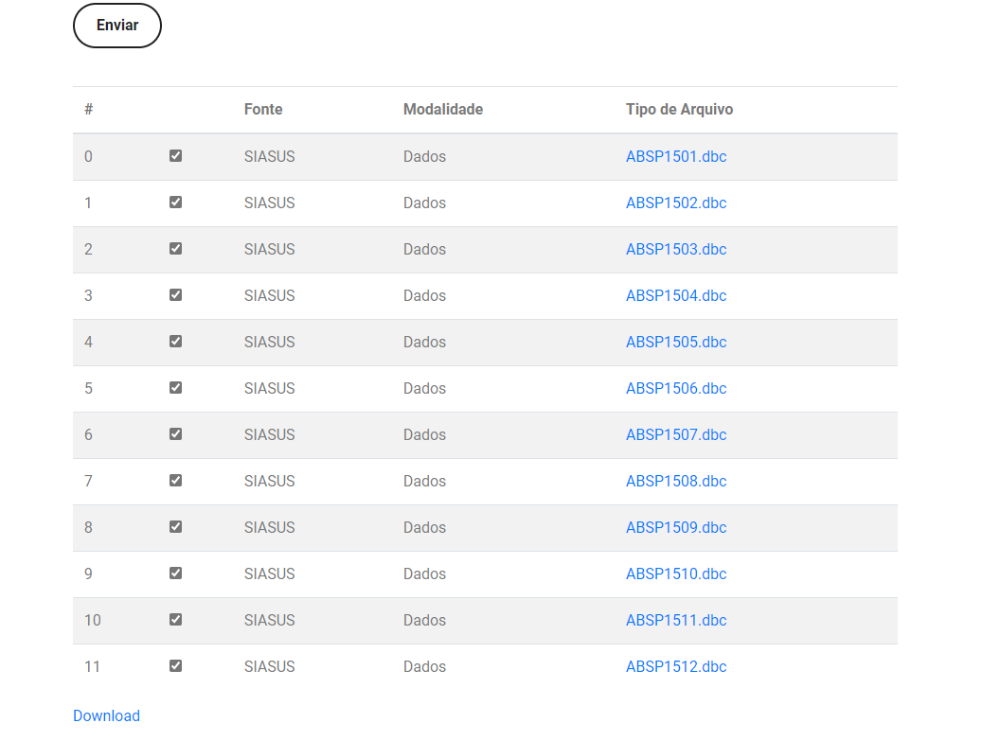 Enviar
# Fonte Modalidade Tipo de Arquivo
0 SIASUS Dados ABSP1501.dbc
1 SIASUS Dados ABSP1502.dbc
2 SIASUS Dados ABSP1503.dbc
3 SIASUS Dados ABSP1504.dbc
4 SIASUS Dados ABSP1505.dbc
5 SIASUS Dados ABSP1506.dbc
6 SIASUS Dados ABSP1507.dbc
7 SIASUS Dados ABSP1508.dbc
8 SIASUS Dados ABSP1509.dbc
9 SIASUS Dados ABSP1510.dbc
10 SIASUS Dados ABSP1511.dbc
11 SIASUS Dados ABSP1512.dbc
Download